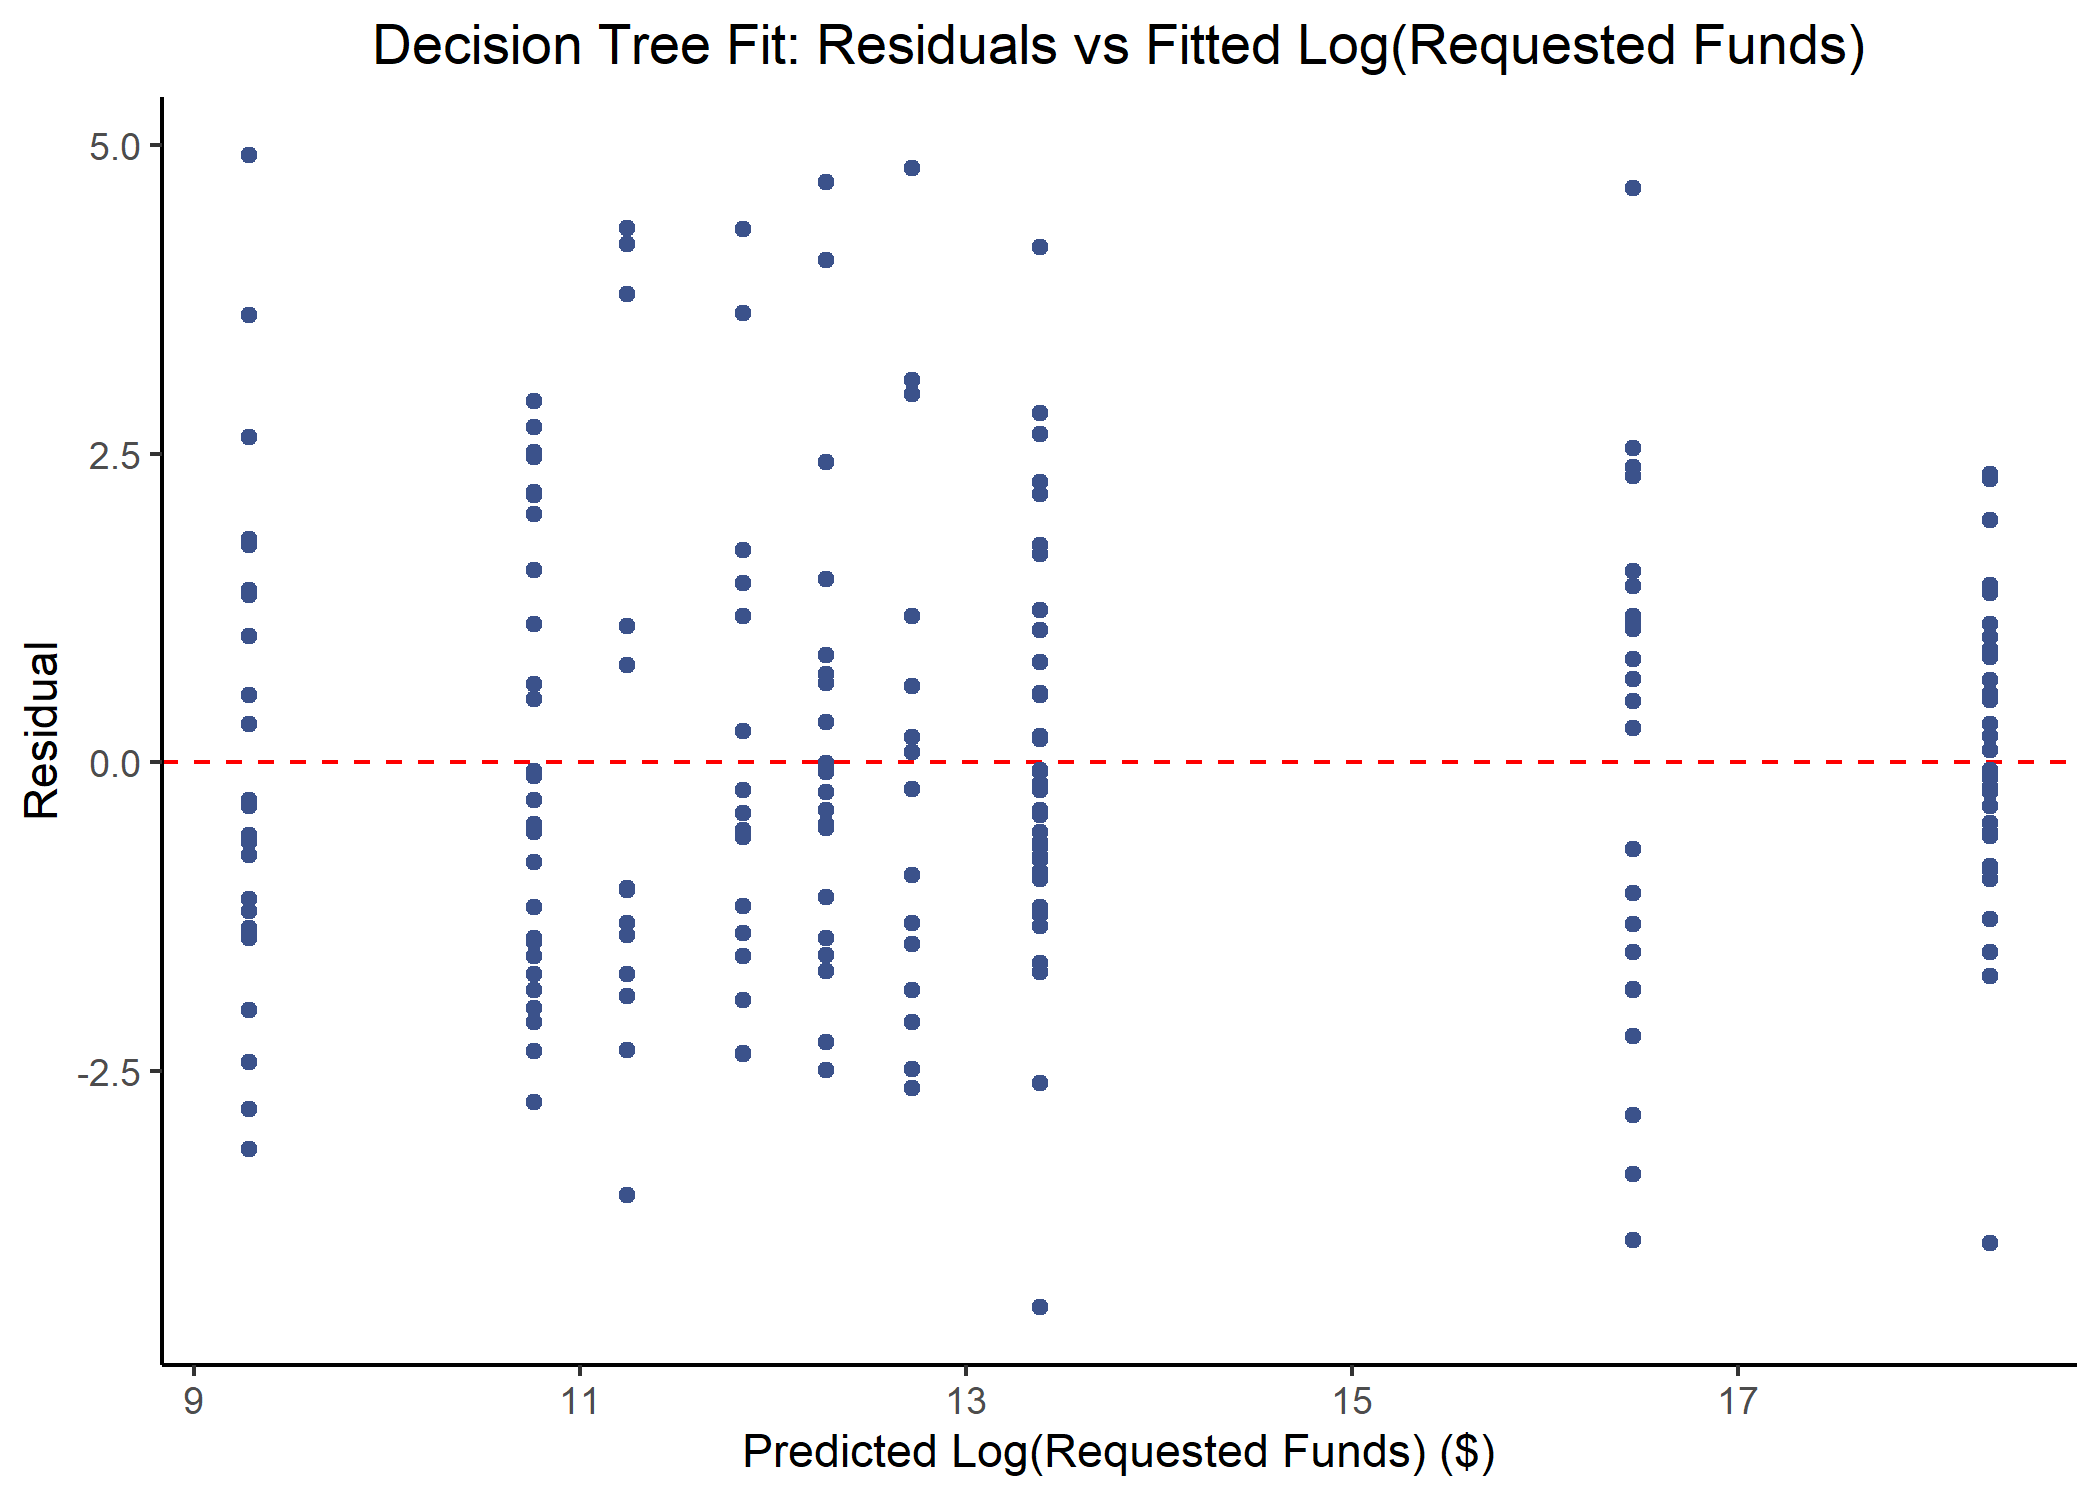 Decision Tree Fit: Residuals vs Fitted Log(Requested Funds)
5.0
2.5
0.0
-2.5
Residual
9 11 13 15 17
Predicted Log(Requested Funds) ($)